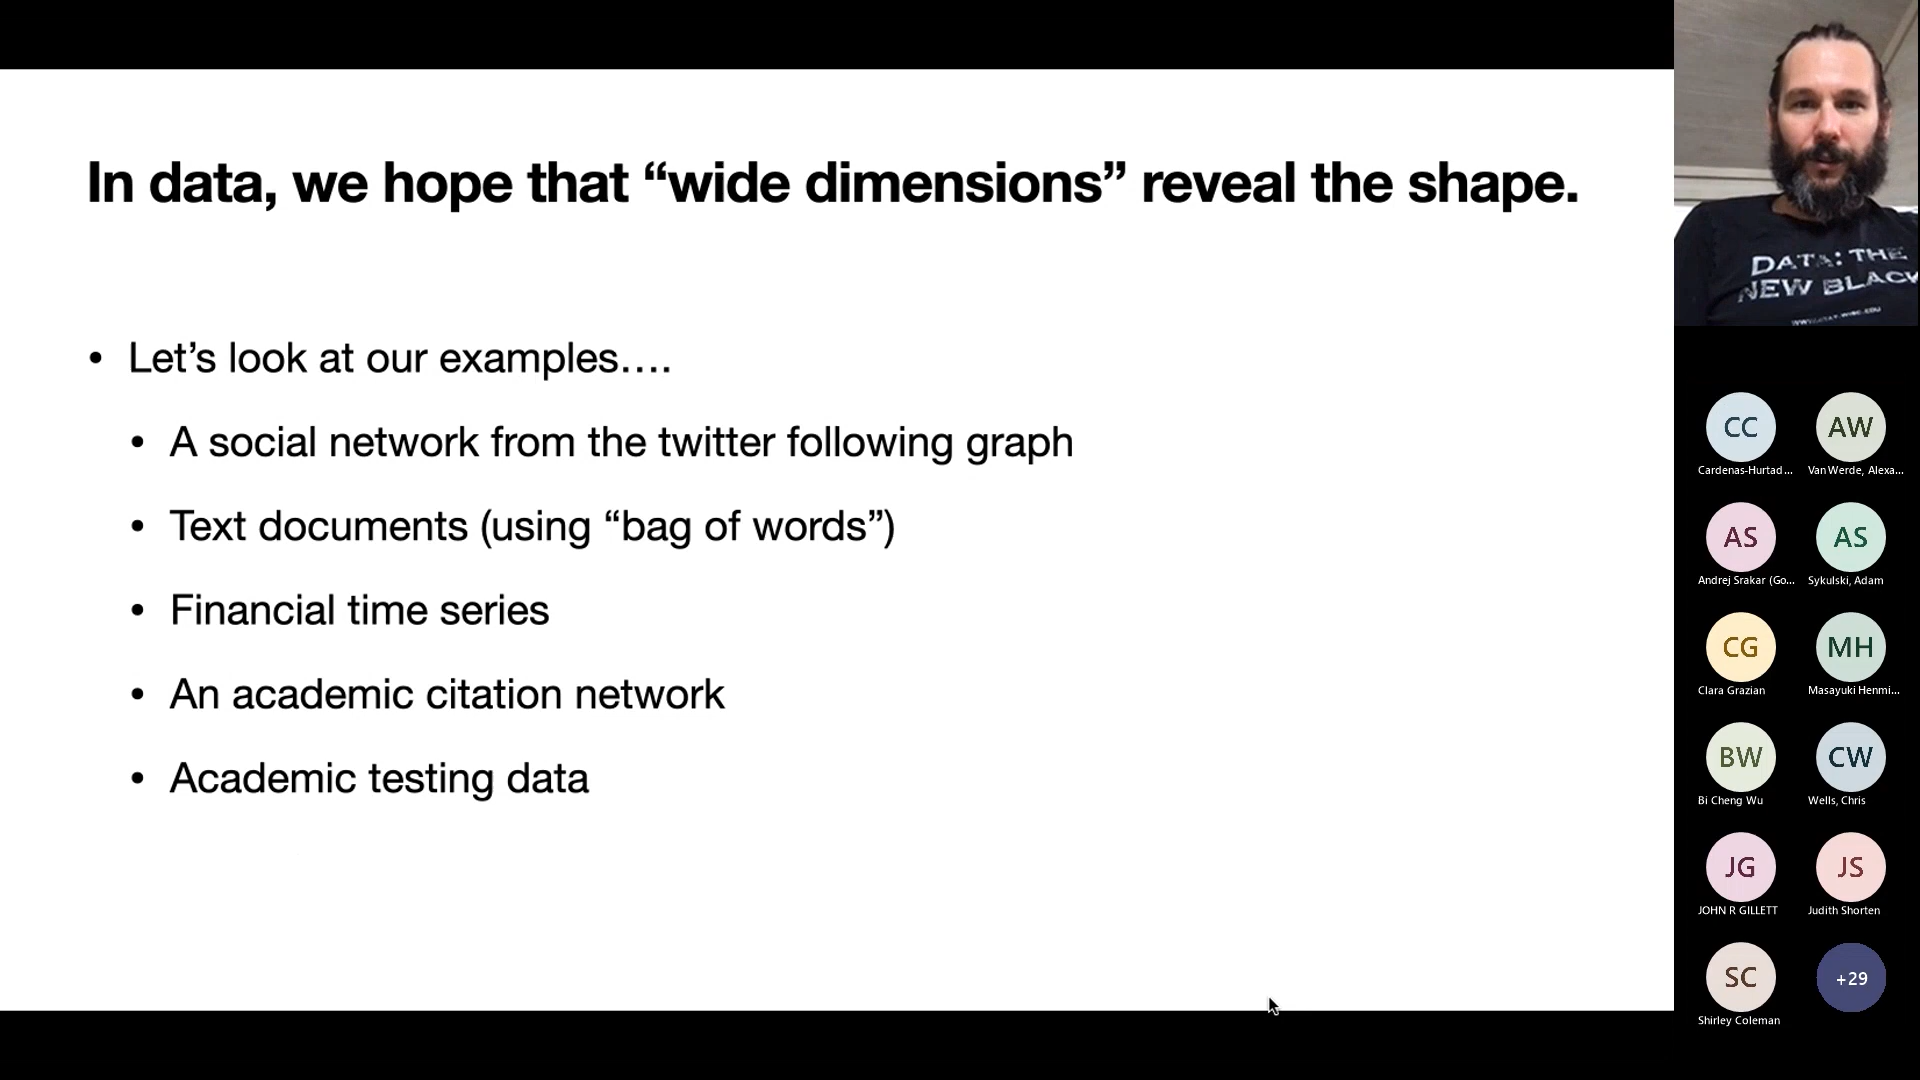 In data, we hope that “wide dimensions” reveal the shape.
• Let’s look at our examples….
• A social network from the twitter following graph
• Text documents (using “bag of words”)
• Financial time series
• An academic citation network
• Academic testing data
DATA: THE
NEW BLACK
CC
Cardenas-Hurtad...
AW
Van Werde, Alexa...
AS
Andrej Srakar (Go...
AS
Sykulski, Adam
CG
Clara Grazian
MH
Masayuki Henmi...
BW
Bi Cheng Wu
CW
Wells, Chris
JG
JOHN R GILLETT
JS
Judith Shorten
SC
Shirley Coleman
+29